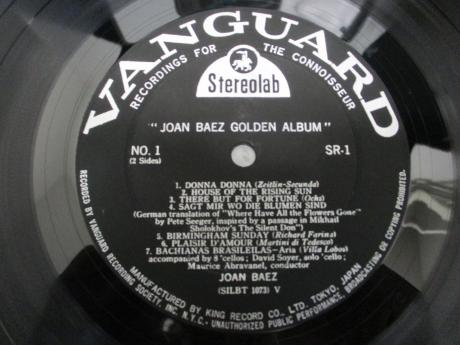 VANGUARD
RECORDINGS FOR THE CONNOISSEUR
Stereolab
"JOAN BAEZ GOLDEN ALBUM"
NO. 1 SR-1
(2 Sides)
1. DONNA DONNA (Zeitlin-Secunda)
2. HOUSE OF THE RISING SUN
3. THERE BUT FOR FORTUNE (Ochs)
4. SAGT MIR WO DIE BLUMEN SIND
(German translation of "Where Have All the Flowers Gone"
by Pete Seeger, inspired by a passage in Mikhail
Sholokhov's The Silent Don")
5. BIRMINGHAM SUNDAY (Richard Farina)
6. PLAISIR D'AMOUR (Martini di Tedesco)
7. BACHIANAS BRASILEILAS-Aria (Villa Lobos)
accompanied by 8 'cellos; David Soyer, solo 'cello;
Maurice Abravanel, conductor
JOAN BAEZ
(SILBT 1073) V
RECORDED BY VANGUARD RECORDING SOCIETY, INC., N.Y.C.-UNAUTHORIZED PUBLIC PERFORMANCE, BROADCASTING OR COPYING PROHIBITED.
MANUFACTURED BY KING RECORD CO., LTD. TOKYO, JAPAN